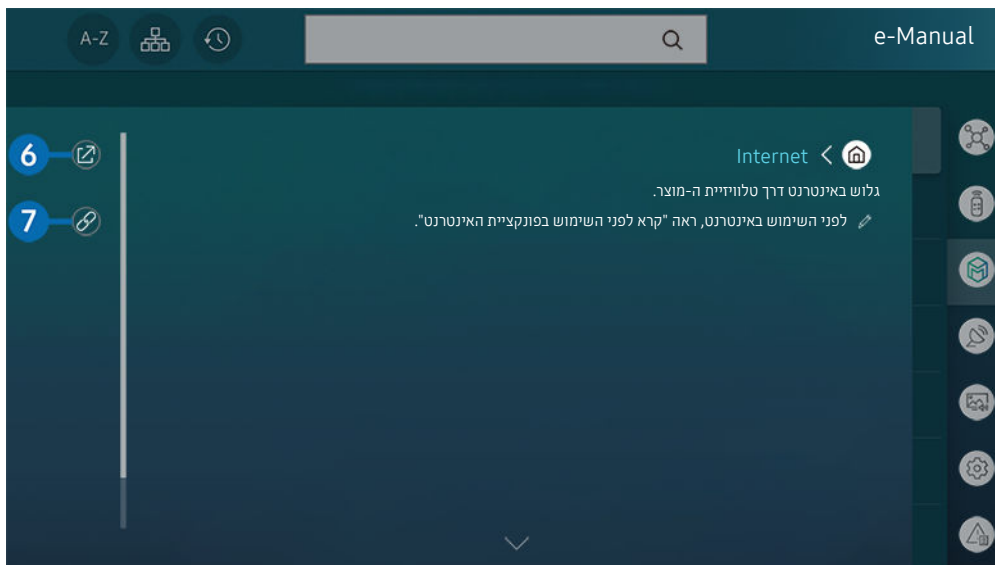 e-Manual
A-Z
Internet
גלוש באינטרנט דרך טלוויזיית ה-מוצר.
לפני השימוש באינטרנט, ראה "קרא לפני השימוש בפונקציית האינטרנט".
6
7